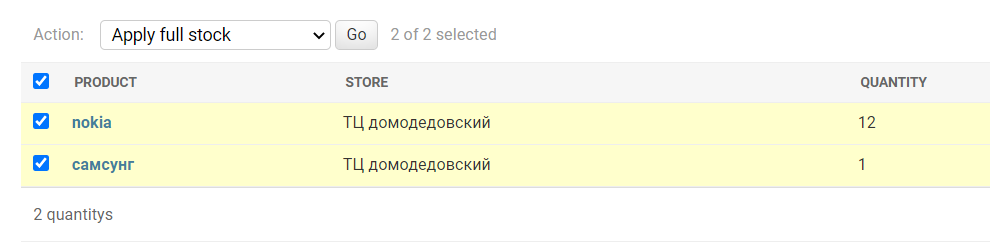 Action: Apply full stock Go 2 of 2 selected
PRODUCT STORE QUANTITY
nokia ТЦ домодедовский 12
самсунг ТЦ домодедовский 1
2 quantitys